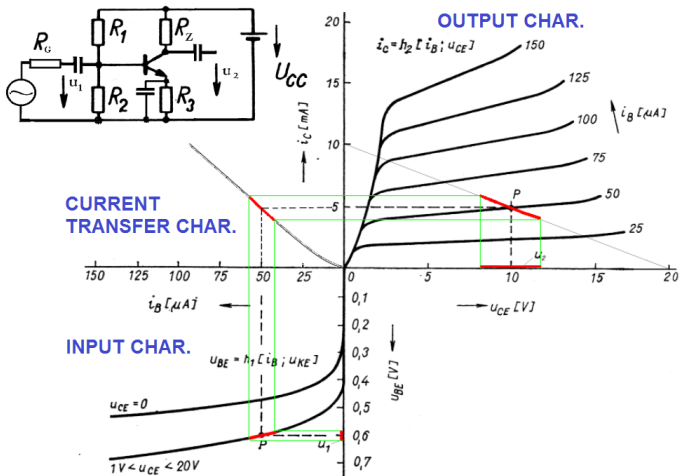 OUTPUT CHAR.
R_G
R_1
R_Z
R_2
R_3
u_1
u_2
U_CC
i_C = h_2 [i_B ; u_CE]
i_C [mA]
20
15
10
5
0
150
125
100
75
50
25
i_B [μA]
P
u_2
0
5
10
15
20
u_CE [V]
CURRENT
TRANSFER CHAR.
150
100
50
0
i_B [μA]
INPUT CHAR.
u_BE = h_1 [i_B ; u_KE]
0,1
0,2
0,3
0,4
0,5
0,6
0,7
u_BE [V]
u_CE = 0
P
u_1
1V < u_CE < 20V